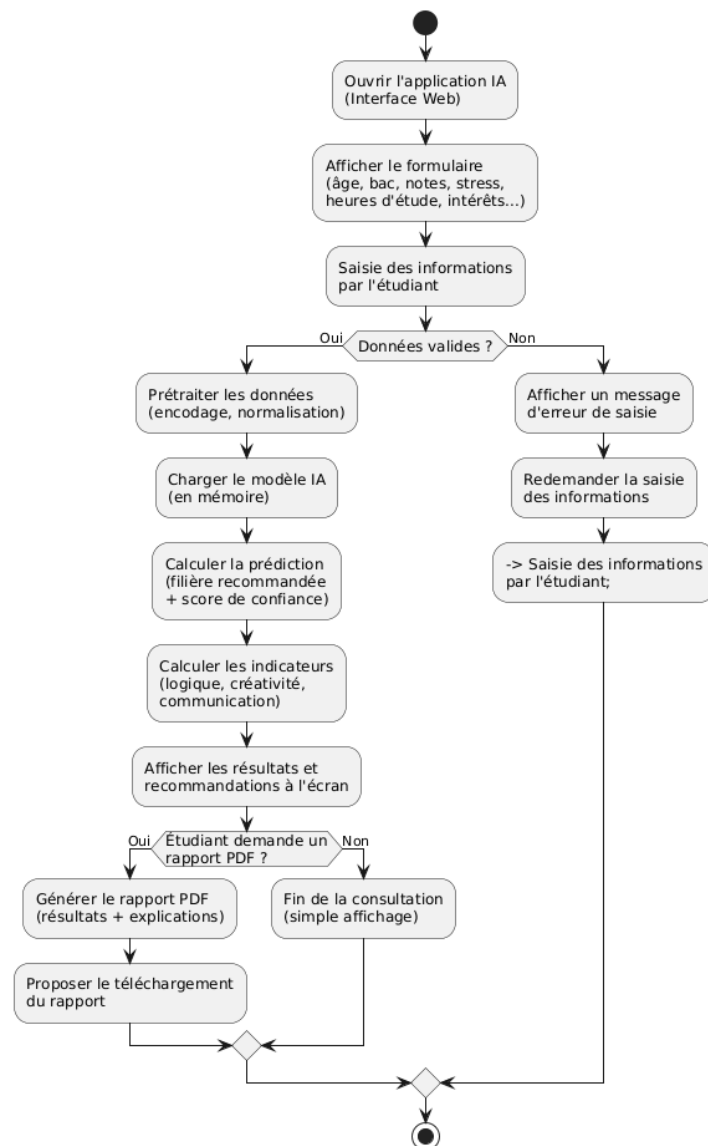 Ouvrir l'application IA
(Interface Web)
Afficher le formulaire
(âge, bac, notes, stress,
heures d'étude, intérêts...)
Saisie des informations
par l'étudiant
Oui
Données valides ?
Non
Prétraiter les données
(encodage, normalisation)
Charger le modèle IA
(en mémoire)
Calculer la prédiction
(filière recommandée
+ score de confiance)
Calculer les indicateurs
(logique, créativité,
communication)
Afficher les résultats et
recommandations à l'écran
Oui
Étudiant demande un
rapport PDF ?
Non
Générer le rapport PDF
(résultats + explications)
Proposer le téléchargement
du rapport
Fin de la consultation
(simple affichage)
Afficher un message
d'erreur de saisie
Redemander la saisie
des informations
-> Saisie des informations
par l'étudiant;